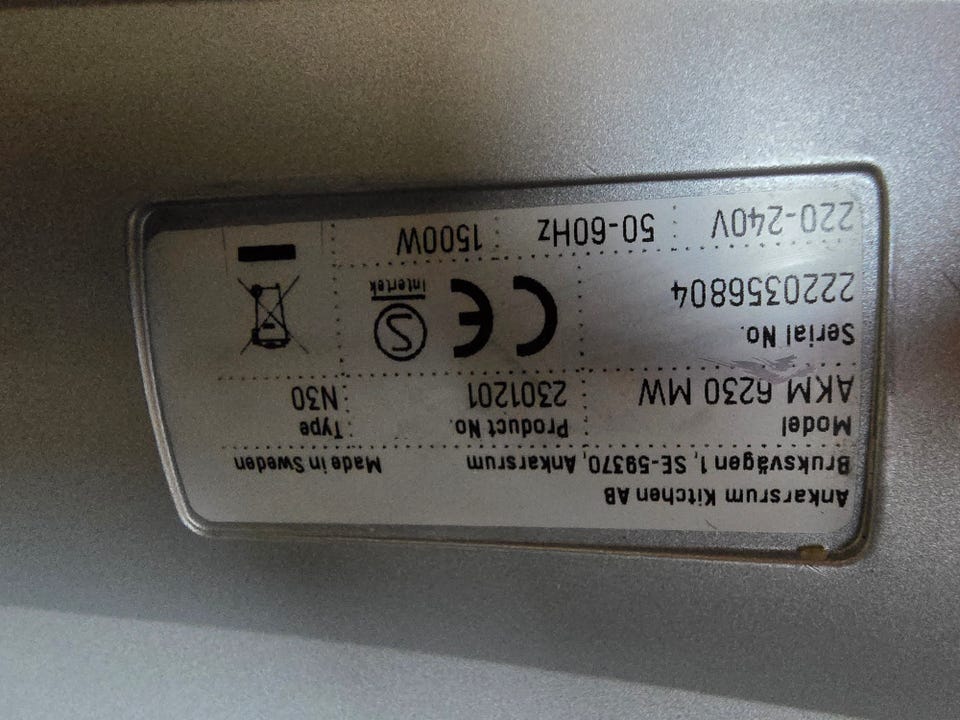 Ankarsrum Kitchen AB
Bruksvägen 1, SE-59370, Ankarsrum Made in Sweden
Model Product No. Type
AKM 6230 MW 2301201 N30
Serial No.
2220356804
CE S Intertek
220-240V 50-60Hz 1500W